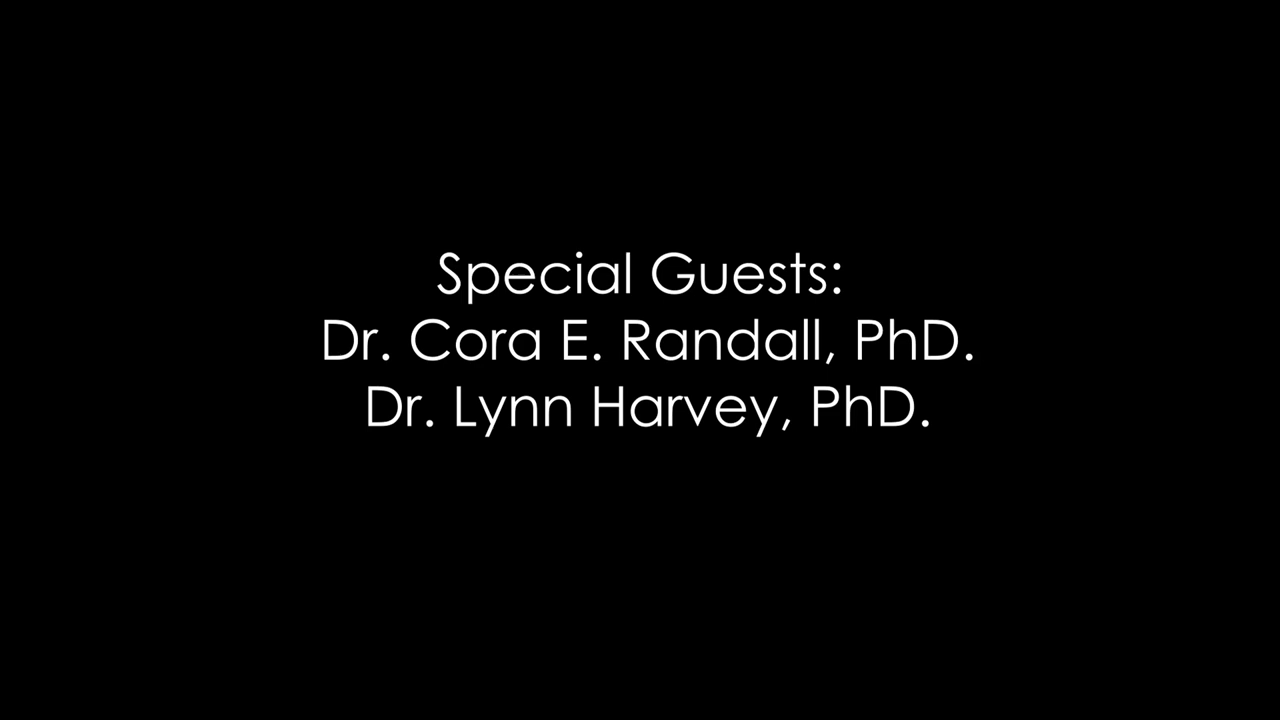 Special Guests:
Dr. Cora E. Randall, PhD.
Dr. Lynn Harvey, PhD.